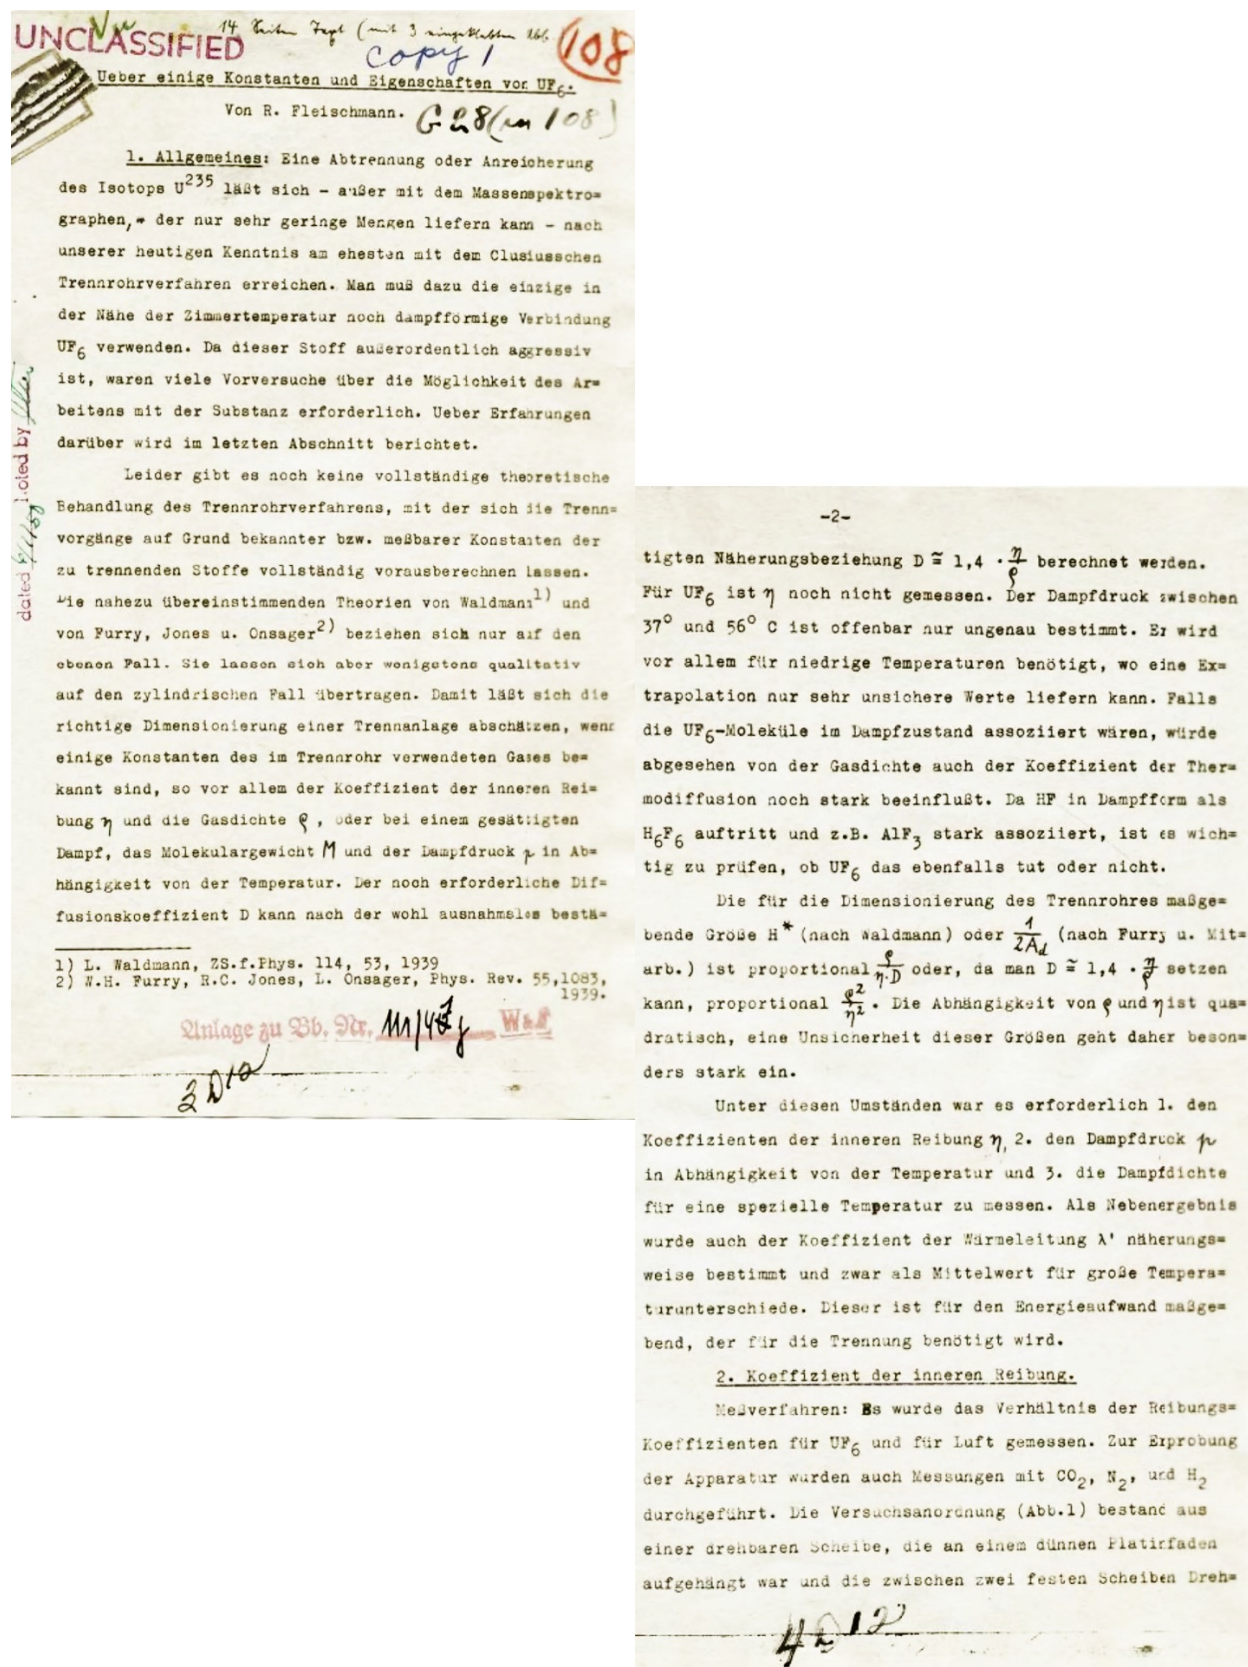 UNCLASSIFIED
14 Seiten Text (mit 3 eingeklebten Abb.
copy 1
108
Ueber einige Konstanten und Eigenschaften von UF6.
Von R. Fleischmann.
G 28 (108)
1. Allgemeines: Eine Abtrennung oder Anreicherung
des Isotops U235 läßt sich - außer mit dem Massenspektro=
graphen, der nur sehr geringe Mengen liefern kann - nach
unserer heutigen Kenntnis am ehesten mit dem Clusiusschen
Trennrohrverfahren erreichen. Man muß dazu die einzige in
der Nähe der Zimmertemperatur noch dampfförmige Verbindung
UF6 verwenden. Da dieser Stoff außerordentlich aggressiv
ist, waren viele Vorversuche über die Möglichkeit des Ar=
beitens mit der Substanz erforderlich. Ueber Erfahrungen
darüber wird im letzten Abschnitt berichtet.
Leider gibt es noch keine vollständige theoretische
Behandlung des Trennrohrverfahrens, mit der sich die Trenn=
vorgänge auf Grund bekannter bzw. meßbarer Konstanten der
zu trennenden Stoffe vollständig vorausberechnen lassen.
Die nahezu übereinstimmenden Theorien von Waldmann1) und
von Furry, Jones u. Onsager2) beziehen sich nur auf den
ebenen Fall. Sie lassen sich aber wenigstens qualitativ
auf den zylindrischen Fall übertragen. Damit läßt sich die
richtige Dimensionierung einer Trennanlage abschätzen, wenn
einige Konstanten des im Trennrohr verwendeten Gases be=
kannt sind, so vor allem der Koeffizient der inneren Rei=
bung η und die Gasdichte ϱ, oder bei einem gesättigten
Dampf, das Molekulargewicht M und der Dampfdruck p in Ab=
hängigkeit von der Temperatur. Der noch erforderliche Dif=
fusionskoeffizient D kann nach der wohl ausnahmslos bestä=
1) L. Waldmann, ZS.f.Phys. 114, 53, 1939
2) W.H. Furry, R.C. Jones, L. Onsager, Phys. Rev. 55,1083,
1939.
Anlage zu Bb. Nr. W&F
dated noted by
-2-
tigten Näherungsbeziehung D ≅ 1,4 · η/ϱ berechnet werden.
Für UF6 ist η noch nicht gemessen. Der Dampfdruck zwischen
37° und 56° C ist offenbar nur ungenau bestimmt. Er wird
vor allem für niedrige Temperaturen benötigt, wo eine Ex=
trapolation nur sehr unsichere Werte liefern kann. Falls
die UF6-Moleküle im Dampfzustand assoziiert wären, würde
abgesehen von der Gasdichte auch der Koeffizient der Ther=
modiffusion noch stark beeinflußt. Da HF in Dampfform als
H6F6 auftritt und z.B. AlF3 stark assoziiert, ist es wich=
tig zu prüfen, ob UF6 das ebenfalls tut oder nicht.
Die für die Dimensionierung des Trennrohres maßge=
bende Größe H* (nach Waldmann) oder 1/2Ad (nach Furry u. Mit=
arb.) ist proportional ϱ/η·D oder, da man D ≅ 1,4 · η/ϱ setzen
kann, proportional ϱ²/η². Die Abhängigkeit von ϱ und η ist qua=
dratisch, eine Unsicherheit dieser Größen geht daher beson=
ders stark ein.
Unter diesen Umständen war es erforderlich 1. den
Koeffizienten der inneren Reibung η, 2. den Dampfdruck p
in Abhängigkeit von der Temperatur und 3. die Dampfdichte
für eine spezielle Temperatur zu messen. Als Nebenergebnis
wurde auch der Koeffizient der Wärmeleitung λ' näherungs=
weise bestimmt und zwar als Mittelwert für große Tempera=
turunterschiede. Dieser ist für den Energieaufwand maßge=
bend, der für die Trennung benötigt wird.
2. Koeffizient der inneren Reibung.
Meßverfahren: Es wurde das Verhältnis der Reibungs=
Koeffizienten für UF6 und für Luft gemessen. Zur Erprobung
der Apparatur wurden auch Messungen mit CO2, N2, und H2
durchgeführt. Die Versuchsanordnung (Abb.1) bestand aus
einer drehbaren Scheibe, die an einem dünnen Platinfaden
aufgehängt war und die zwischen zwei festen Scheiben Dreh=